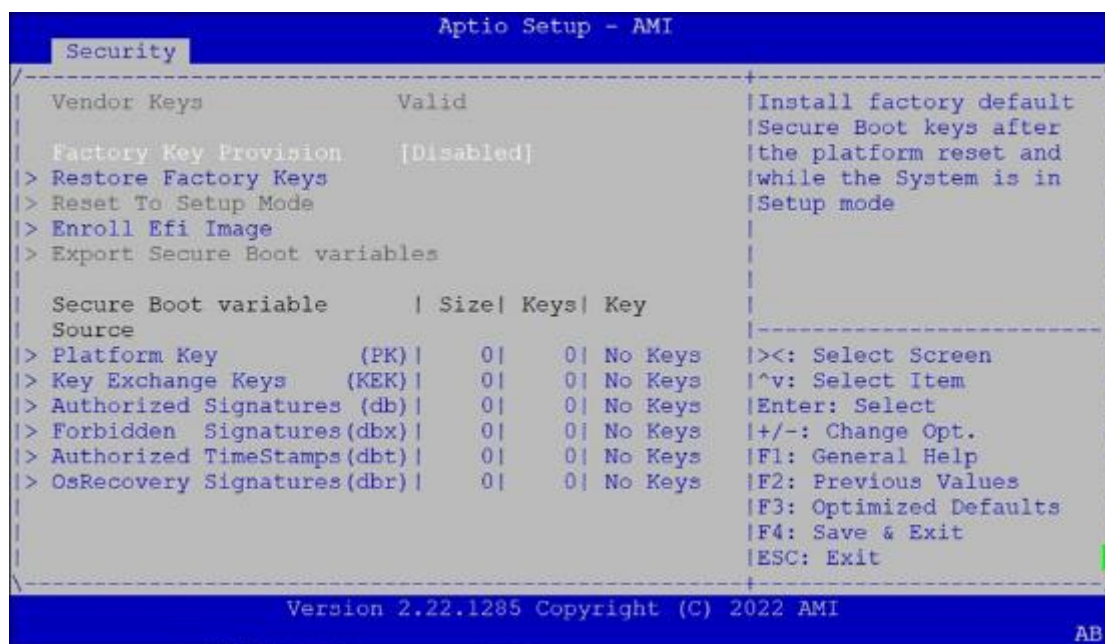 Aptio Setup - AMI
Security
Vendor Keys Valid
Factory Key Provision [Disabled]
> Restore Factory Keys
> Reset To Setup Mode
> Enroll Efi Image
> Export Secure Boot variables
Secure Boot variable | Size| Keys| Key
Source
> Platform Key (PK)| 0| 0| No Keys
> Key Exchange Keys (KEK)| 0| 0| No Keys
> Authorized Signatures (db)| 0| 0| No Keys
> Forbidden Signatures(dbx)| 0| 0| No Keys
> Authorized TimeStamps(dbt)| 0| 0| No Keys
> OsRecovery Signatures(dbr)| 0| 0| No Keys
Install factory default
Secure Boot keys after
the platform reset and
while the System is in
Setup mode
><: Select Screen
^v: Select Item
Enter: Select
+/-: Change Opt.
F1: General Help
F2: Previous Values
F3: Optimized Defaults
F4: Save & Exit
ESC: Exit
Version 2.22.1285 Copyright (C) 2022 AMI
AB